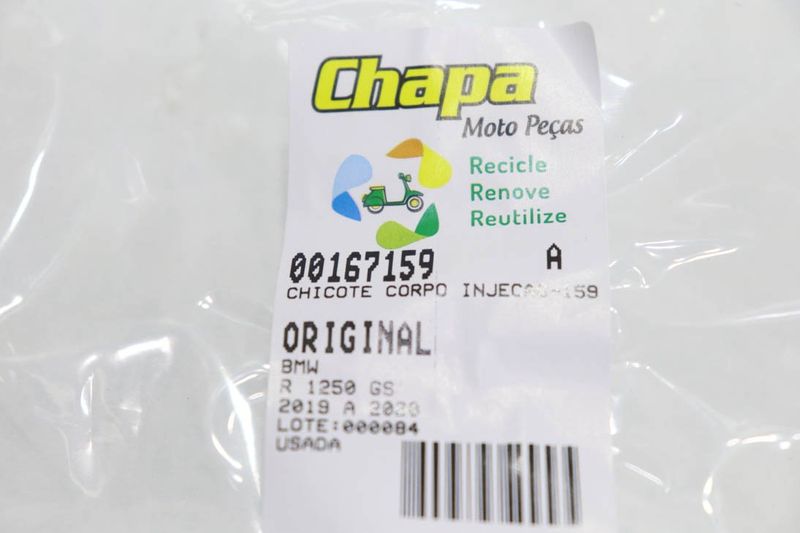 Chapa
Moto Peças
Recicle
Renove
Reutilize
00167159 A
CHICOTE CORPO INJECAO-159
ORIGINAL
BMW
R 1250 GS
2019 A 2020
LOTE:000084
USADA